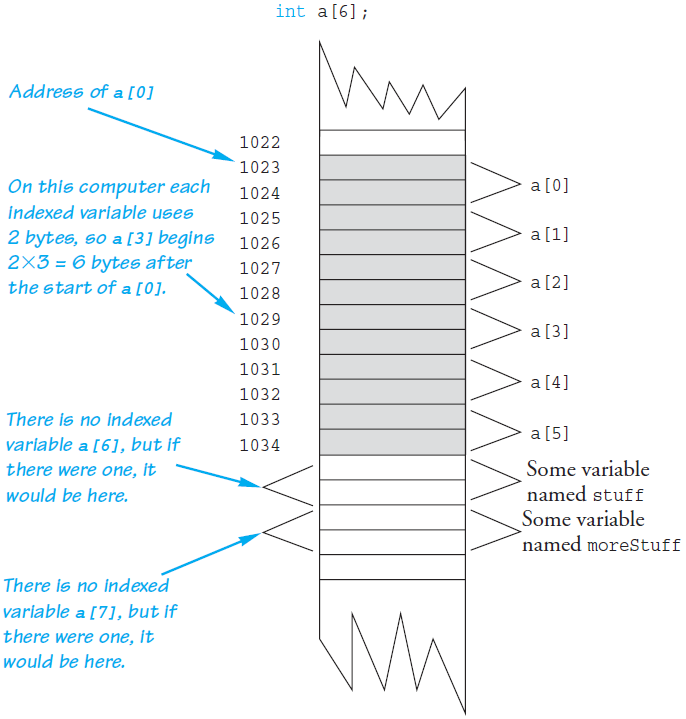 int a[6];
Address of a[0]
On this computer each
indexed variable uses
2 bytes, so a[3] begins
2×3 = 6 bytes after
the start of a[0].
There is no indexed
variable a[6], but if
there were one, it
would be here.
There is no indexed
variable a[7], but if
there were one, it
would be here.
1022
1023
1024
1025
1026
1027
1028
1029
1030
1031
1032
1033
1034
a[0]
a[1]
a[2]
a[3]
a[4]
a[5]
Some variable
named stuff
Some variable
named moreStuff